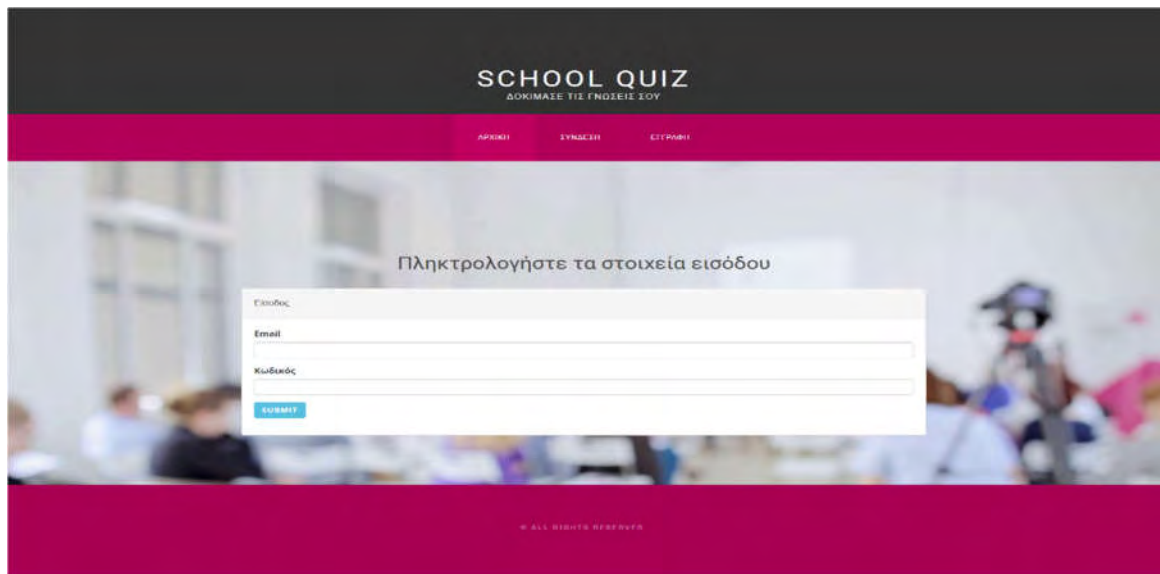 SCHOOL QUIZ
ΔΟΚΙΜΑΣΕ ΤΙΣ ΓΝΩΣΕΙΣ ΣΟΥ
ΑΡΧΙΚΗ ΣΥΝΔΕΣΗ ΕΓΓΡΑΦΗ
Πληκτρολογήστε τα στοιχεία εισόδου
Είσοδος
Email
Κωδικός
SUBMIT
© ALL RIGHTS RESERVED